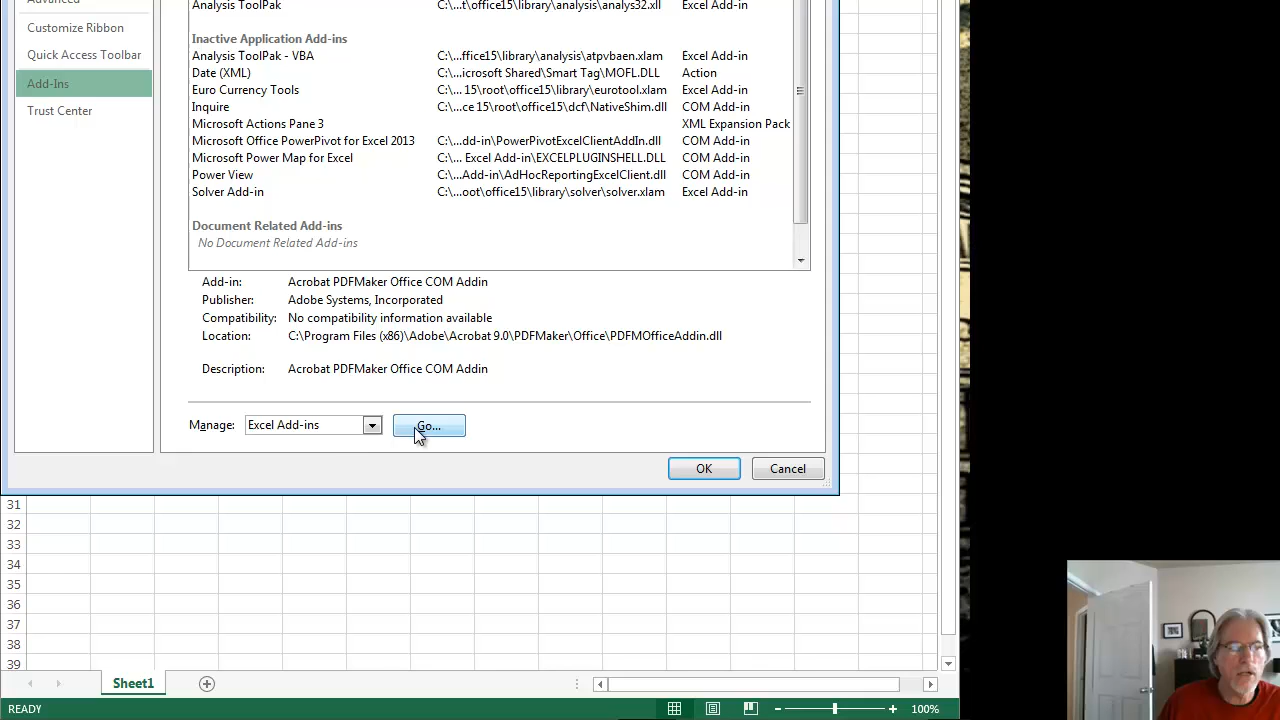 Advanced
Customize Ribbon
Quick Access Toolbar
Add-Ins
Trust Center
Analysis ToolPak C:\...t\office15\library\analysis\analys32.xll Excel Add-in
Inactive Application Add-ins
Analysis ToolPak - VBA C:\...ffice15\library\analysis\atpvbaen.xlam Excel Add-in
Date (XML) C:\...icrosoft shared\Smart Tag\MOFL.DLL Action
Euro Currency Tools C:\... 15\root\office15\library\eurotool.xlam Excel Add-in
Inquire C:\...ce 15\root\office15\dcf\NativeShim.dll COM Add-in
Microsoft Actions Pane 3 XML Expansion Pack
Microsoft Office PowerPivot for Excel 2013 C:\...dd-in\PowerPivotExcelClientAddIn.dll COM Add-in
Microsoft Power Map for Excel C:\... Excel Add-in\EXCELPLUGINSHELL.DLL COM Add-in
Power View C:\...Add-in\AdHocReportingExcelClient.dll COM Add-in
Solver Add-in C:\...oot\office15\library\solver\solver.xlam Excel Add-in
Document Related Add-ins
No Document Related Add-ins
Add-in: Acrobat PDFMaker Office COM Addin
Publisher: Adobe Systems, Incorporated
Compatibility: No compatibility information available
Location: C:\Program Files (x86)\Adobe\Acrobat 9.0\PDFMaker\Office\PDFMOfficeAddin.dll
Description: Acrobat PDFMaker Office COM Addin
Manage: Excel Add-ins Go...
OK Cancel
31
32
33
34
35
36
37
38
39
Sheet1
READY 100%